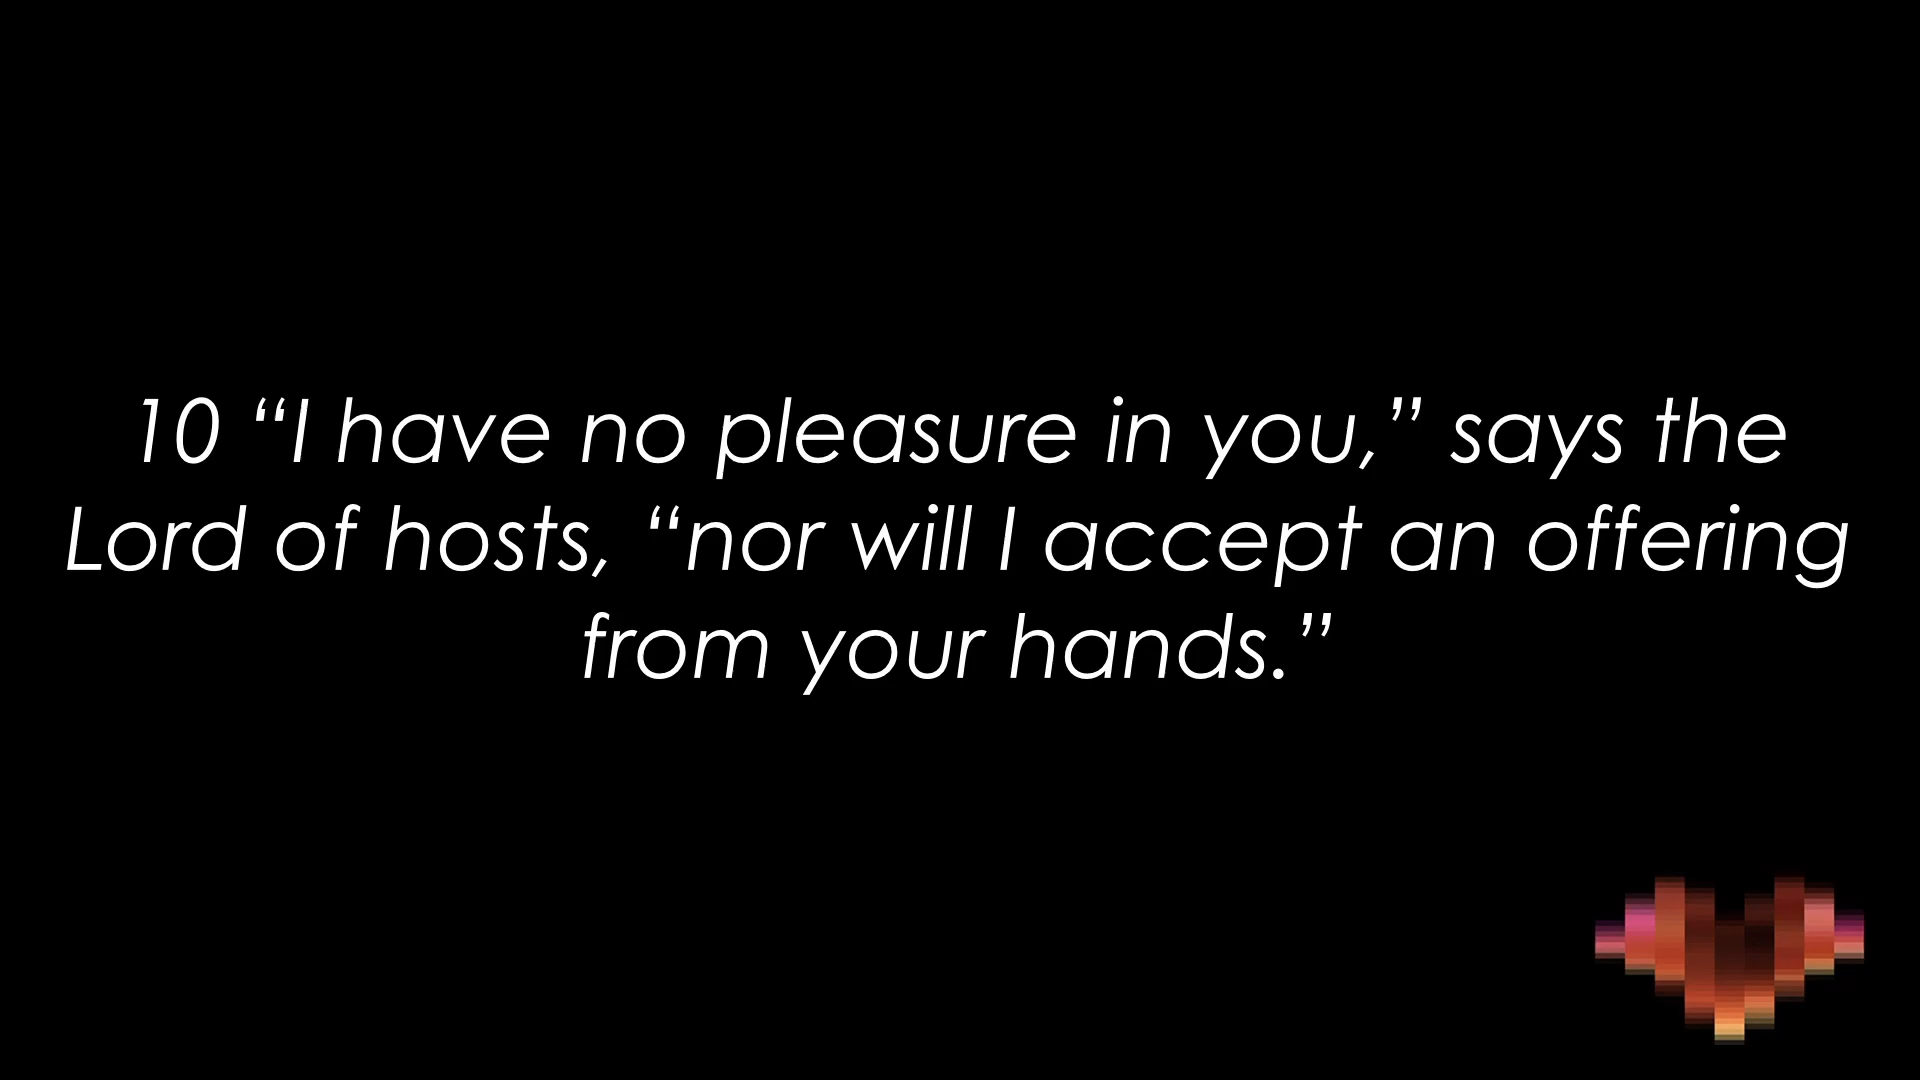 10 “I have no pleasure in you,” says the
Lord of hosts, “nor will I accept an offering
from your hands.”